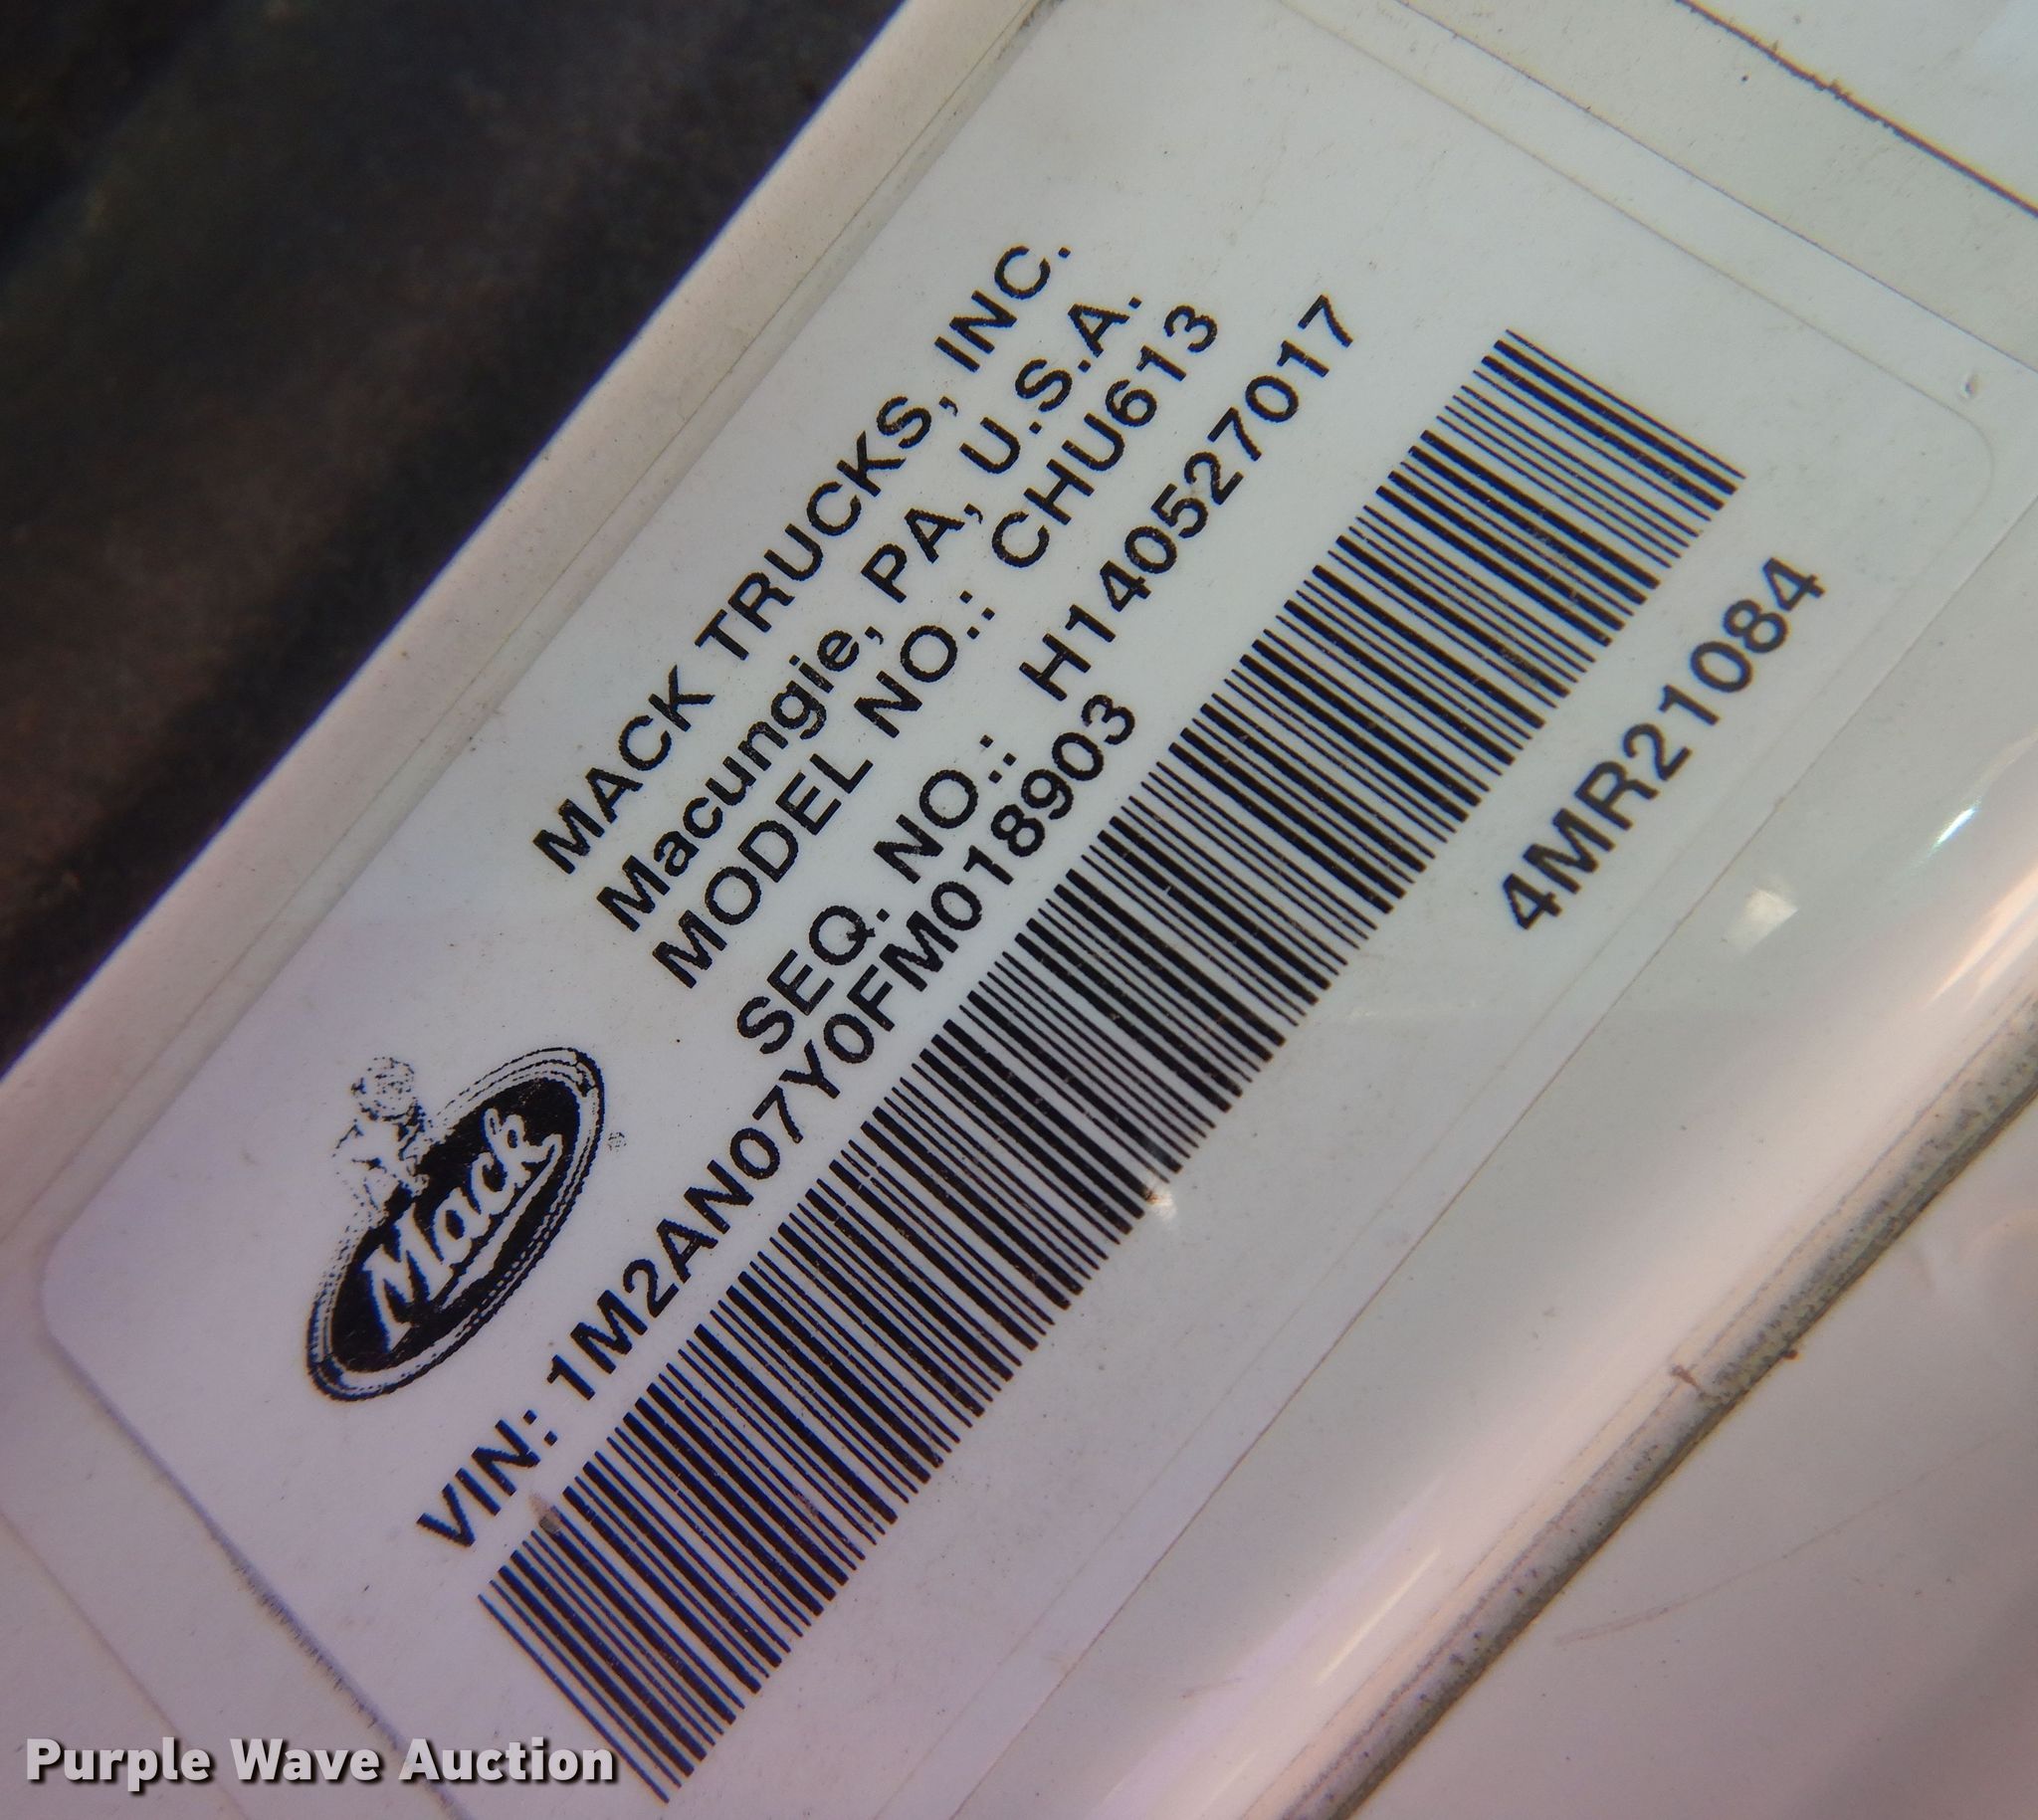 MACK TRUCKS, INC.
Macungie, PA, U.S.A.
MODEL NO.: CHU613
SEQ. NO.: H140527017
Mack
VIN: 1M2AN07Y0FM018903
4MR21084
Purple Wave Auction